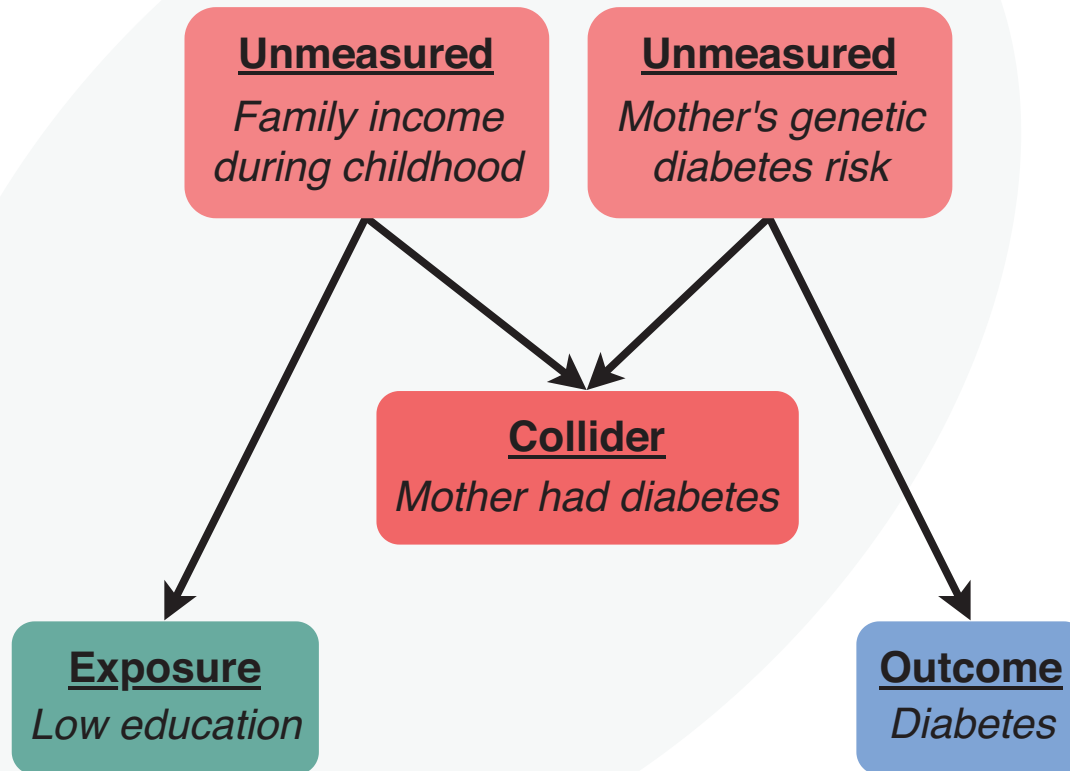 Unmeasured
Family income
during childhood
Unmeasured
Mother's genetic
diabetes risk
Collider
Mother had diabetes
Exposure
Low education
Outcome
Diabetes